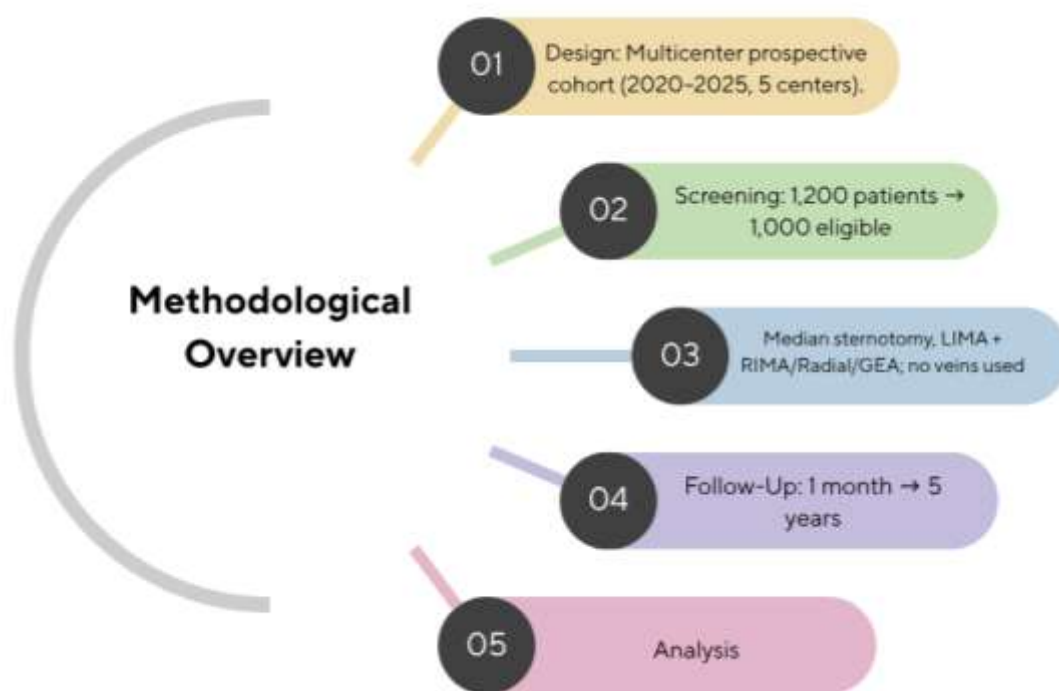 01
Design: Multicenter prospective
cohort (2020-2025, 5 centers).
02
Screening: 1,200 patients →
1,000 eligible
Methodological
Overview
03
Median sternotomy, LIMA +
RIMA/Radial/GEA; no veins used
04
Follow-Up: 1 month → 5
years
05
Analysis